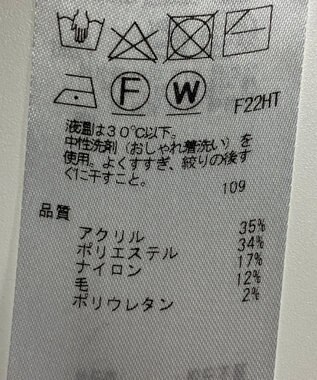 F W F22HT
液温は30℃以下。
中性洗剤（おしゃれ着洗い）を
使用。よくすすぎ、絞りの後す
ぐに干すこと。
109
品質
アクリル 35%
ポリエステル 34%
ナイロン 17%
毛 12%
ポリウレタン 2%